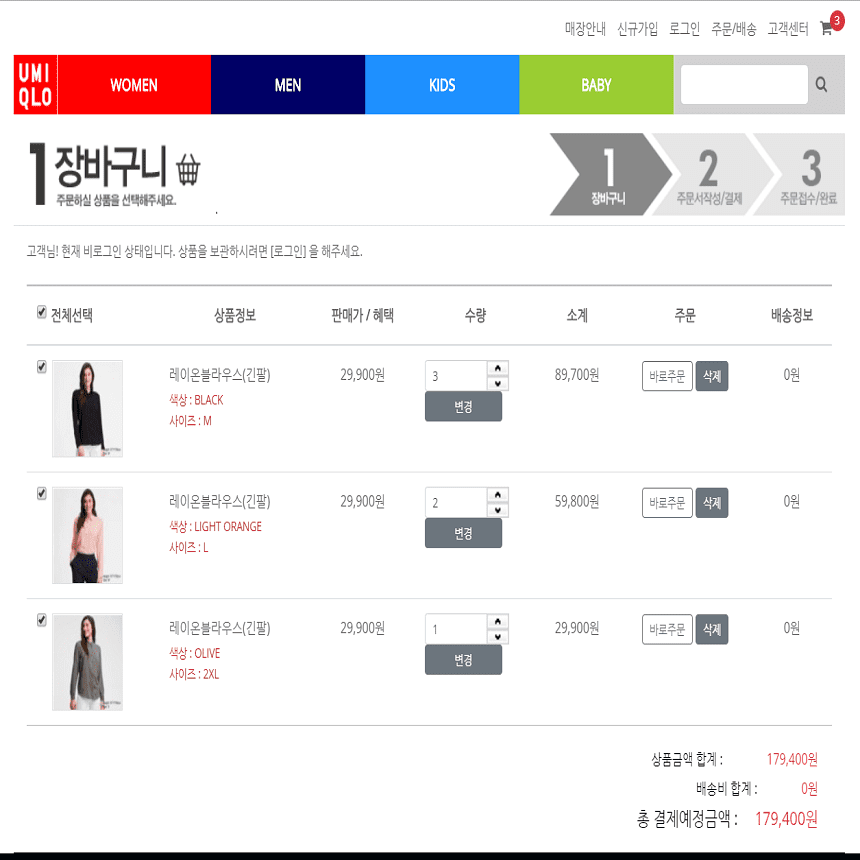 매장안내 신규가입 로그인 주문/배송 고객센터 3
UMI
QLO
WOMEN MEN KIDS BABY
1 장바구니
주문하실 상품을 선택해주세요.
1 장바구니
2 주문서작성/결제
3 주문접수/완료
고객님! 현재 비로그인 상태입니다. 상품을 보관하시려면 [로그인] 을 해주세요.
전체선택 상품정보 판매가 / 혜택 수량 소계 주문 배송정보
레이온블라우스(긴팔) 29,900원 3 89,700원 바로주문 삭제 0원
색상 : BLACK 변경
사이즈 : M
레이온블라우스(긴팔) 29,900원 2 59,800원 바로주문 삭제 0원
색상 : LIGHT ORANGE 변경
사이즈 : L
레이온블라우스(긴팔) 29,900원 1 29,900원 바로주문 삭제 0원
색상 : OLIVE 변경
사이즈 : 2XL
상품금액 합계 : 179,400원
배송비 합계 : 0원
총 결제예정금액 : 179,400원